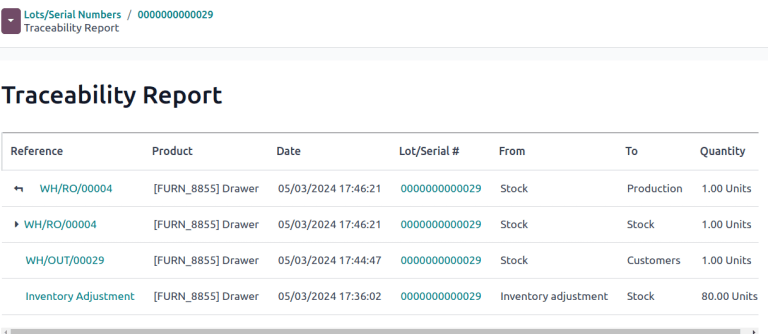 Lots/Serial Numbers / 0000000000029
Traceability Report
Traceability Report
Reference Product Date Lot/Serial # From To Quantity
WH/RO/00004 [FURN_8855] Drawer 05/03/2024 17:46:21 0000000000029 Stock Production 1.00 Units
WH/RO/00004 [FURN_8855] Drawer 05/03/2024 17:46:21 0000000000029 Stock Stock 1.00 Units
WH/OUT/00029 [FURN_8855] Drawer 05/03/2024 17:44:47 0000000000029 Stock Customers 1.00 Units
Inventory Adjustment [FURN_8855] Drawer 05/03/2024 17:36:02 0000000000029 Inventory adjustment Stock 80.00 Units